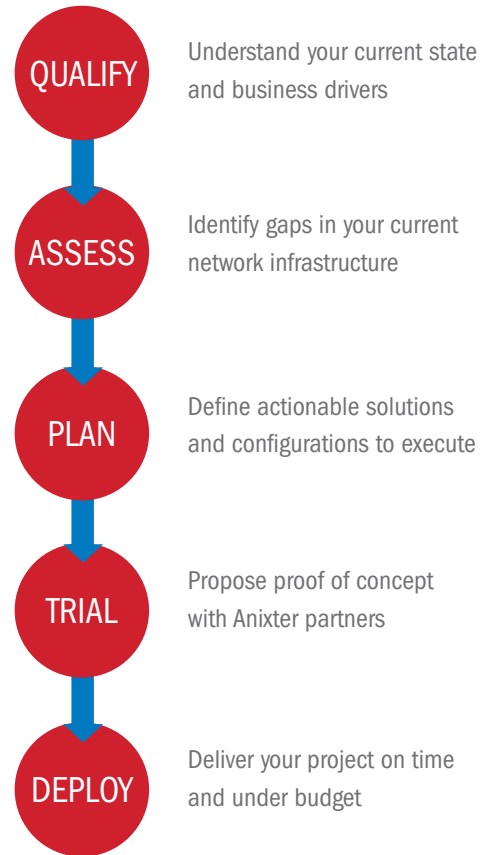 QUALIFY
Understand your current state
and business drivers
ASSESS
Identify gaps in your current
network infrastructure
PLAN
Define actionable solutions
and configurations to execute
TRIAL
Propose proof of concept
with Anixter partners
DEPLOY
Deliver your project on time
and under budget